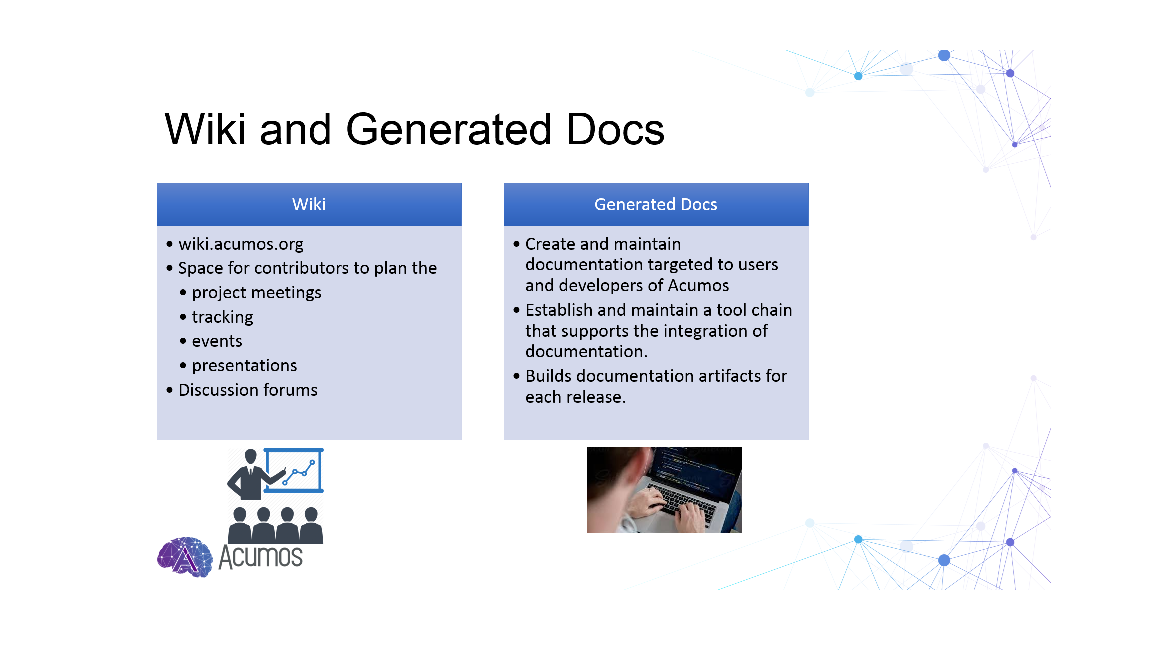 Wiki and Generated Docs
Wiki
• wiki.acumos.org
• Space for contributors to plan the
• project meetings
• tracking
• events
• presentations
• Discussion forums
Generated Docs
• Create and maintain
documentation targeted to users
and developers of Acumos
• Establish and maintain a tool chain
that supports the integration of
documentation.
• Builds documentation artifacts for
each release.
A Acumos